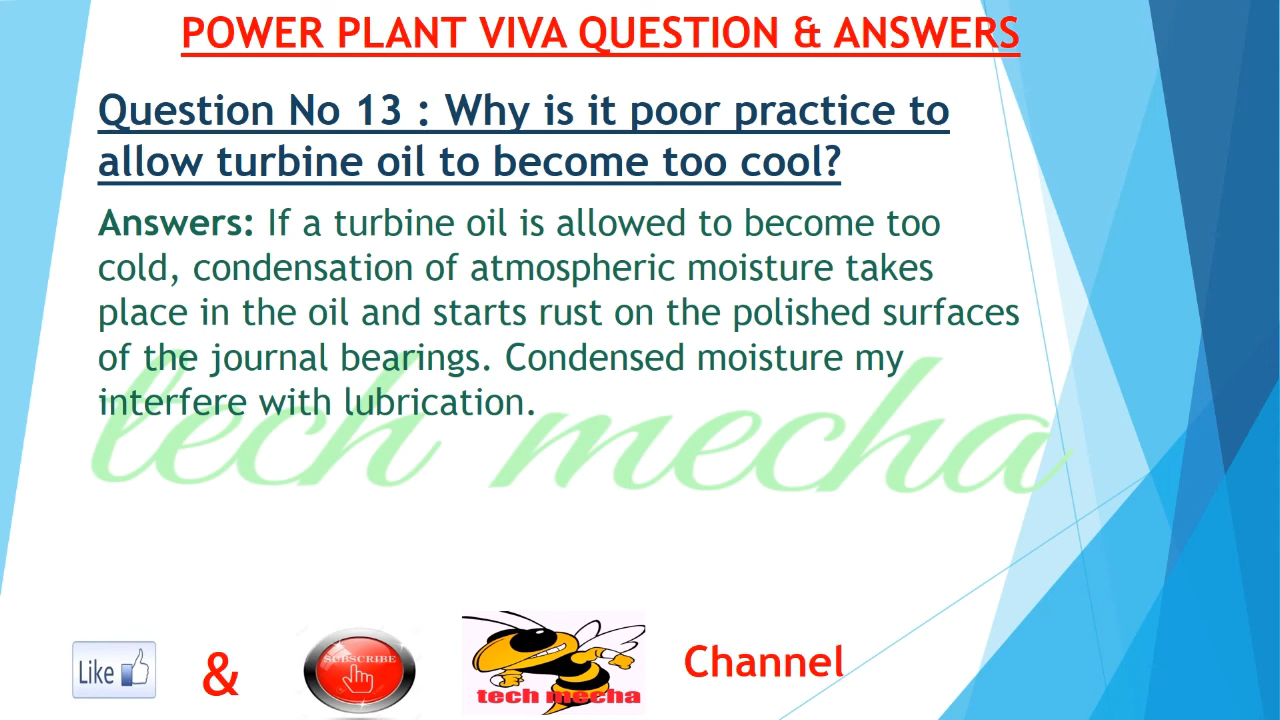 POWER PLANT VIVA QUESTION & ANSWERS
Question No 13 : Why is it poor practice to
allow turbine oil to become too cool?
Answers: If a turbine oil is allowed to become too
cold, condensation of atmospheric moisture takes
place in the oil and starts rust on the polished surfaces
of the journal bearings. Condensed moisture my
interfere with lubrication.
tech mecha
Like & SUBSCRIBE tech mecha Channel